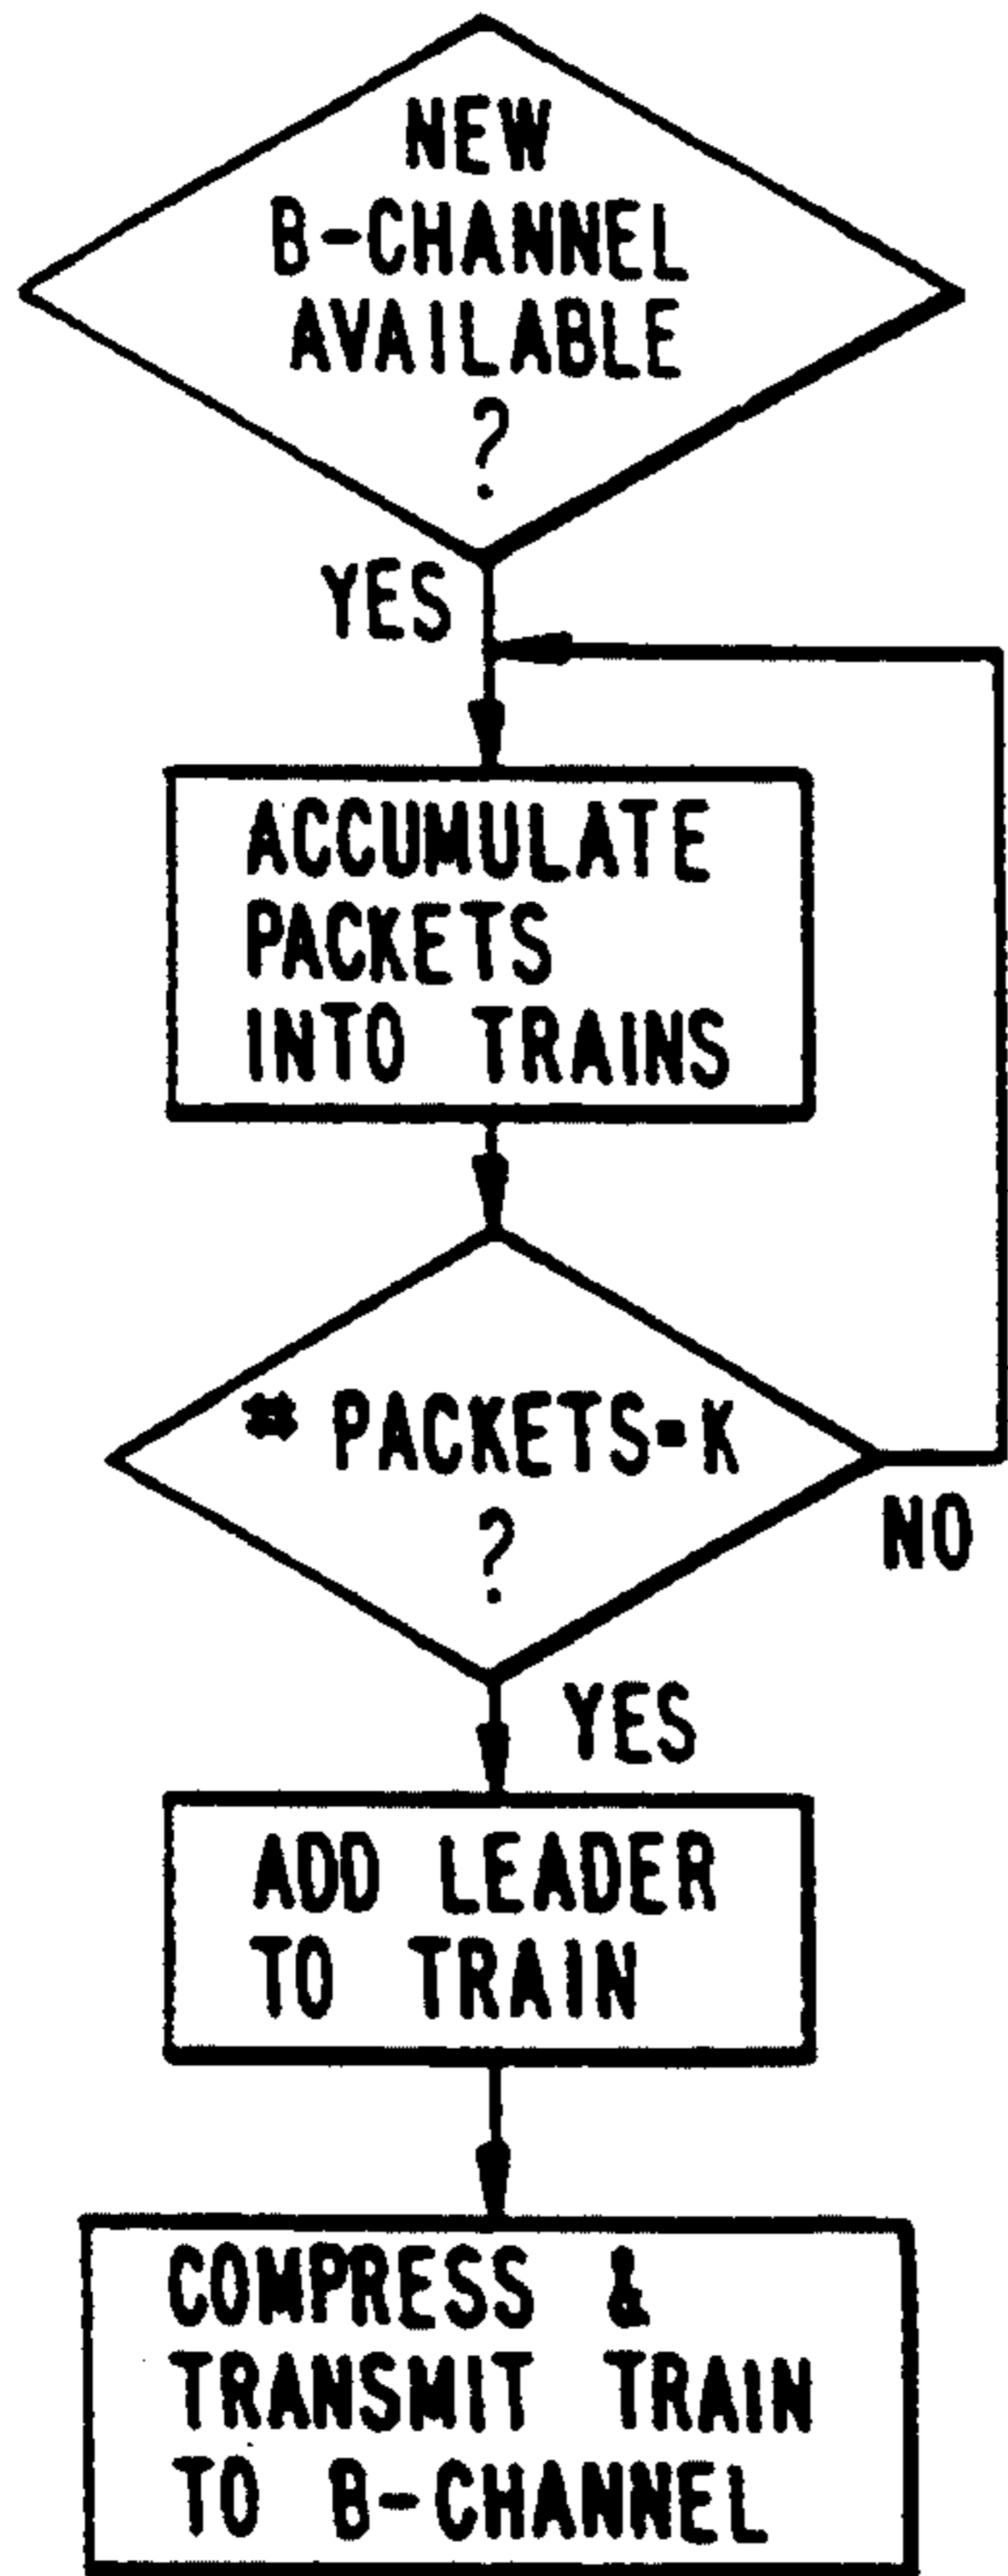 NEW
B-CHANNEL
AVAILABLE
?
YES
ACCUMULATE
PACKETS
INTO TRAINS
# PACKETS=K
?
NO
YES
ADD LEADER
TO TRAIN
COMPRESS &
TRANSMIT TRAIN
TO B-CHANNEL